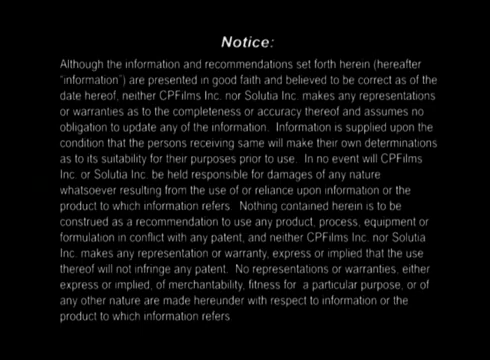 Notice:
Although the information and recommendations set forth herein (hereafter
"information") are presented in good faith and believed to be correct as of the
date hereof, neither CPFilms Inc. nor Solutia Inc. makes any representations
or warranties as to the completeness or accuracy thereof and assumes no
obligation to update any of the information. Information is supplied upon the
condition that the persons receiving same will make their own determinations
as to its suitability for their purposes prior to use. In no event will CPFilms
Inc. or Solutia Inc. be held responsible for damages of any nature
whatsoever resulting from the use of or reliance upon information or the
product to which information refers. Nothing contained herein is to be
construed as a recommendation to use any product, process, equipment or
formulation in conflict with any patent, and neither CPFilms Inc. nor Solutia
Inc. makes any representation or warranty, express or implied that the use
thereof will not infringe any patent. No representations or warranties, either
express or implied, of merchantability, fitness for a particular purpose, or of
any other nature are made hereunder with respect to information or the
product to which information refers.